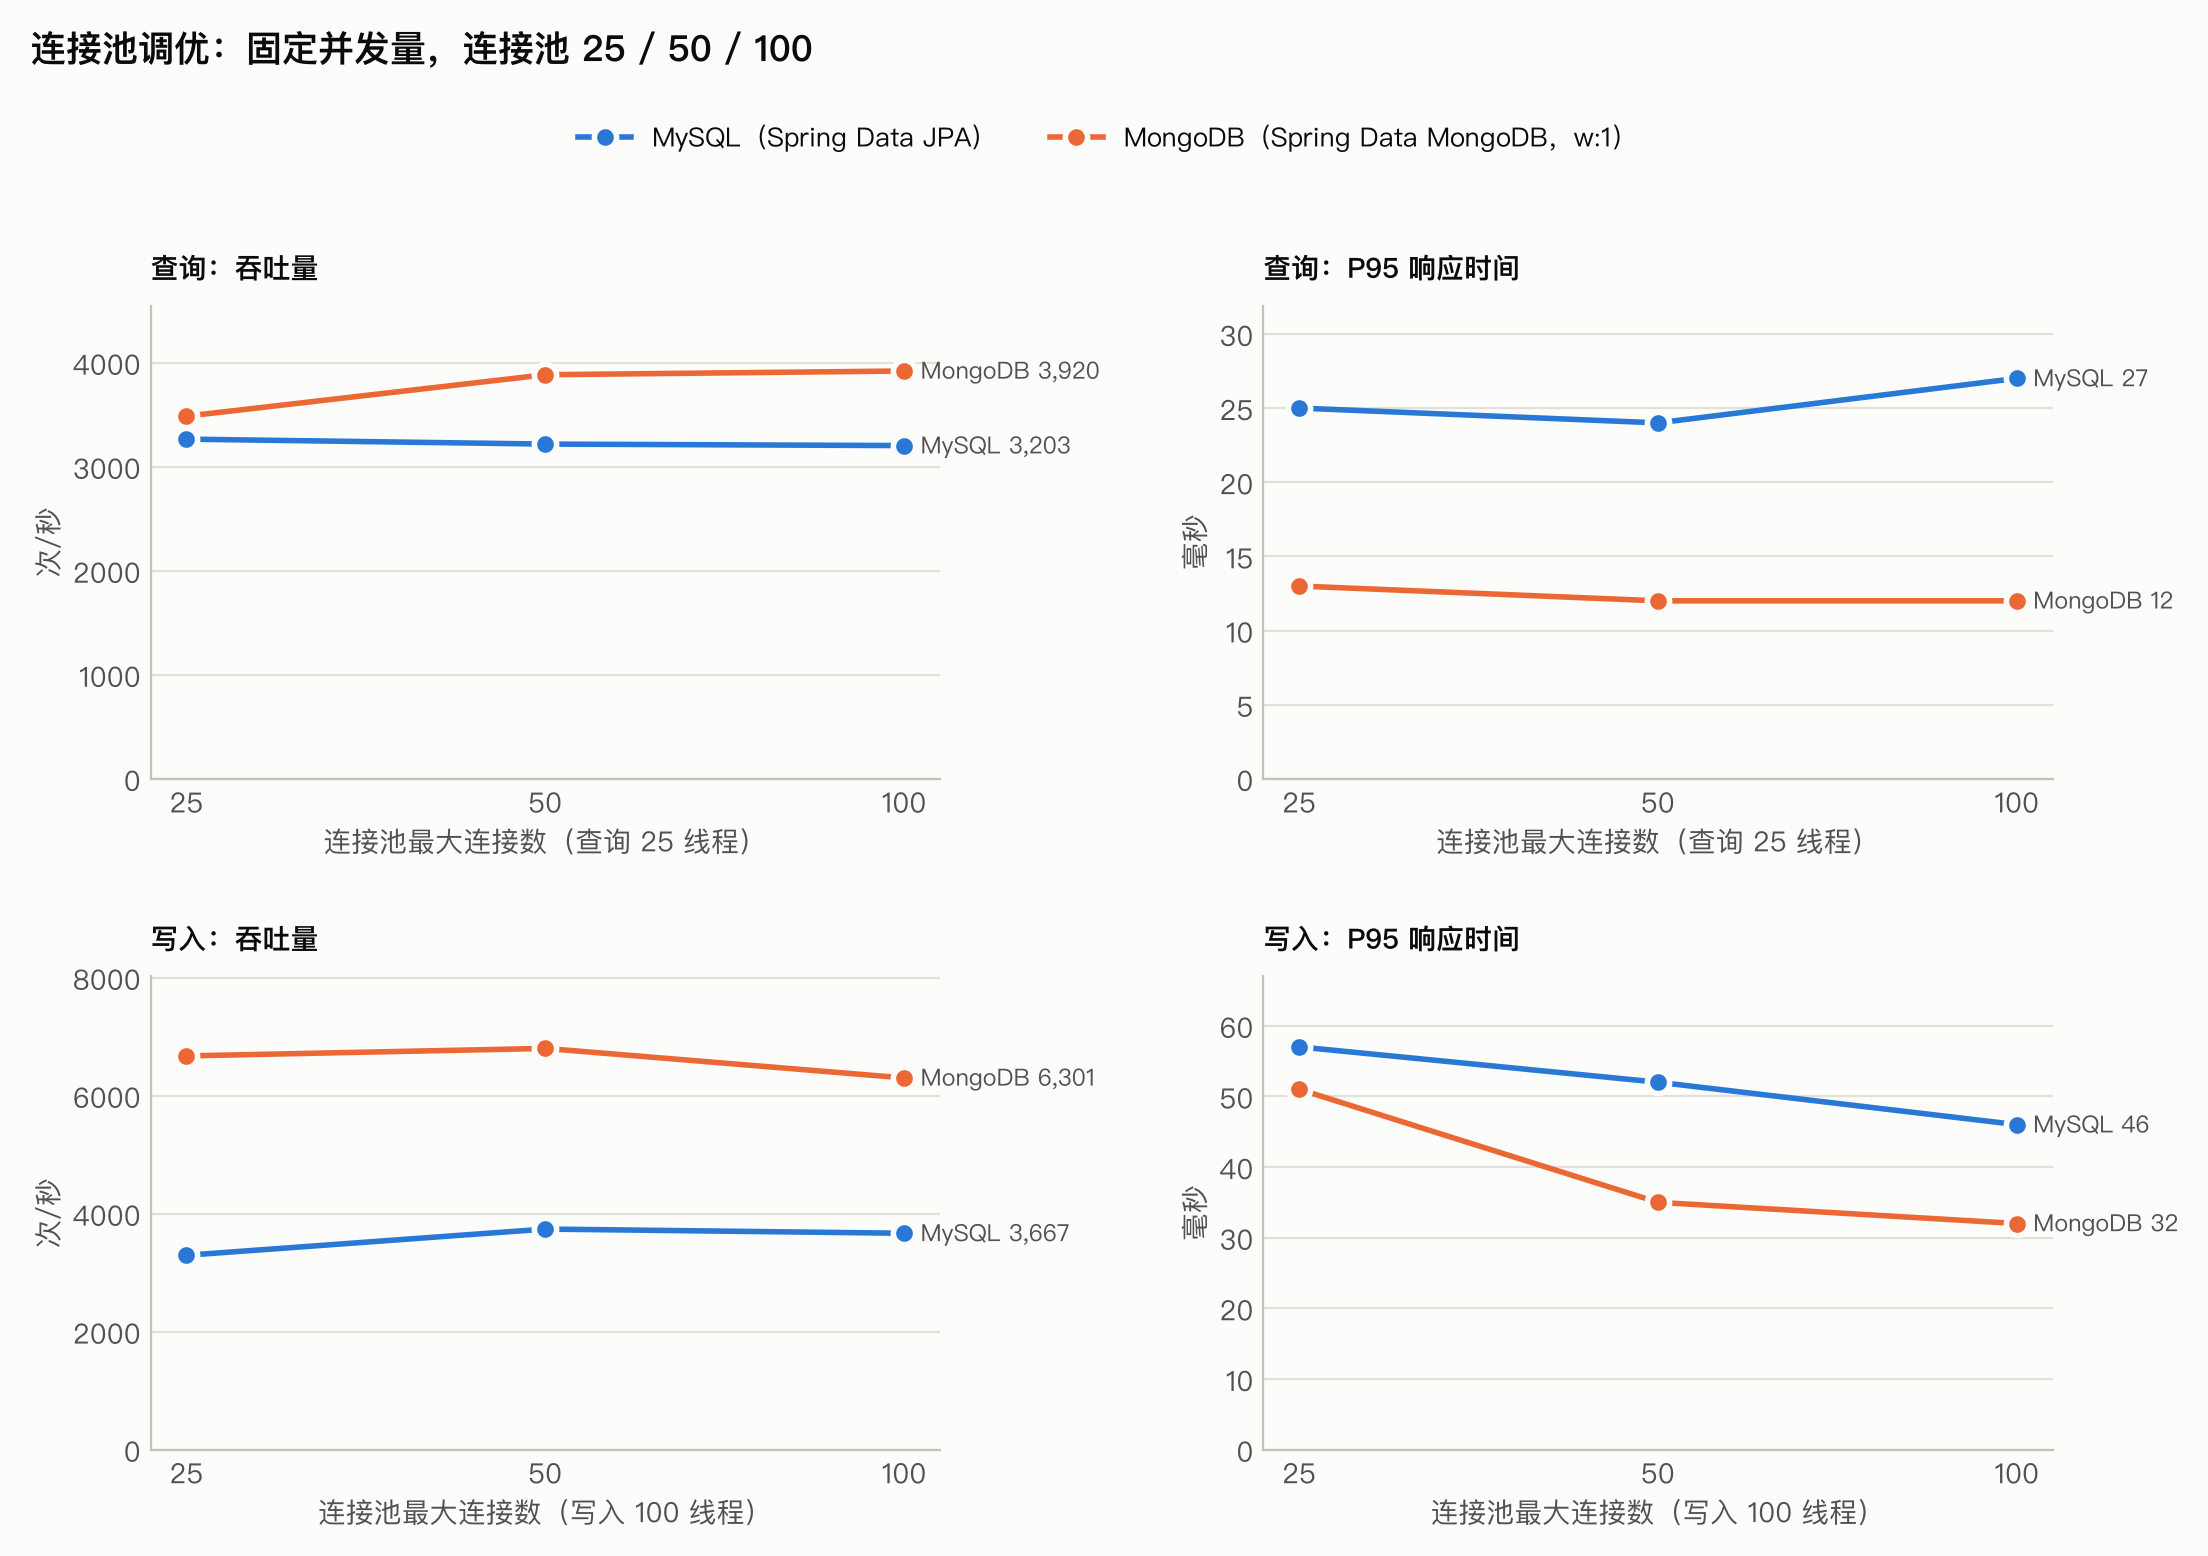 连接池调优：固定并发量，连接池 25 / 50 / 100
MySQL（Spring Data JPA）
MongoDB（Spring Data MongoDB，w:1）
查询：吞吐量
次/秒
4000
3000
2000
1000
0
MongoDB 3,920
MySQL 3,203
25
50
100
连接池最大连接数（查询 25 线程）
查询：P95 响应时间
毫秒
30
25
20
15
10
5
0
MySQL 27
MongoDB 12
25
50
100
连接池最大连接数（查询 25 线程）
写入：吞吐量
次/秒
8000
6000
4000
2000
0
MongoDB 6,301
MySQL 3,667
25
50
100
连接池最大连接数（写入 100 线程）
写入：P95 响应时间
毫秒
60
50
40
30
20
10
0
MySQL 46
MongoDB 32
25
50
100
连接池最大连接数（写入 100 线程）